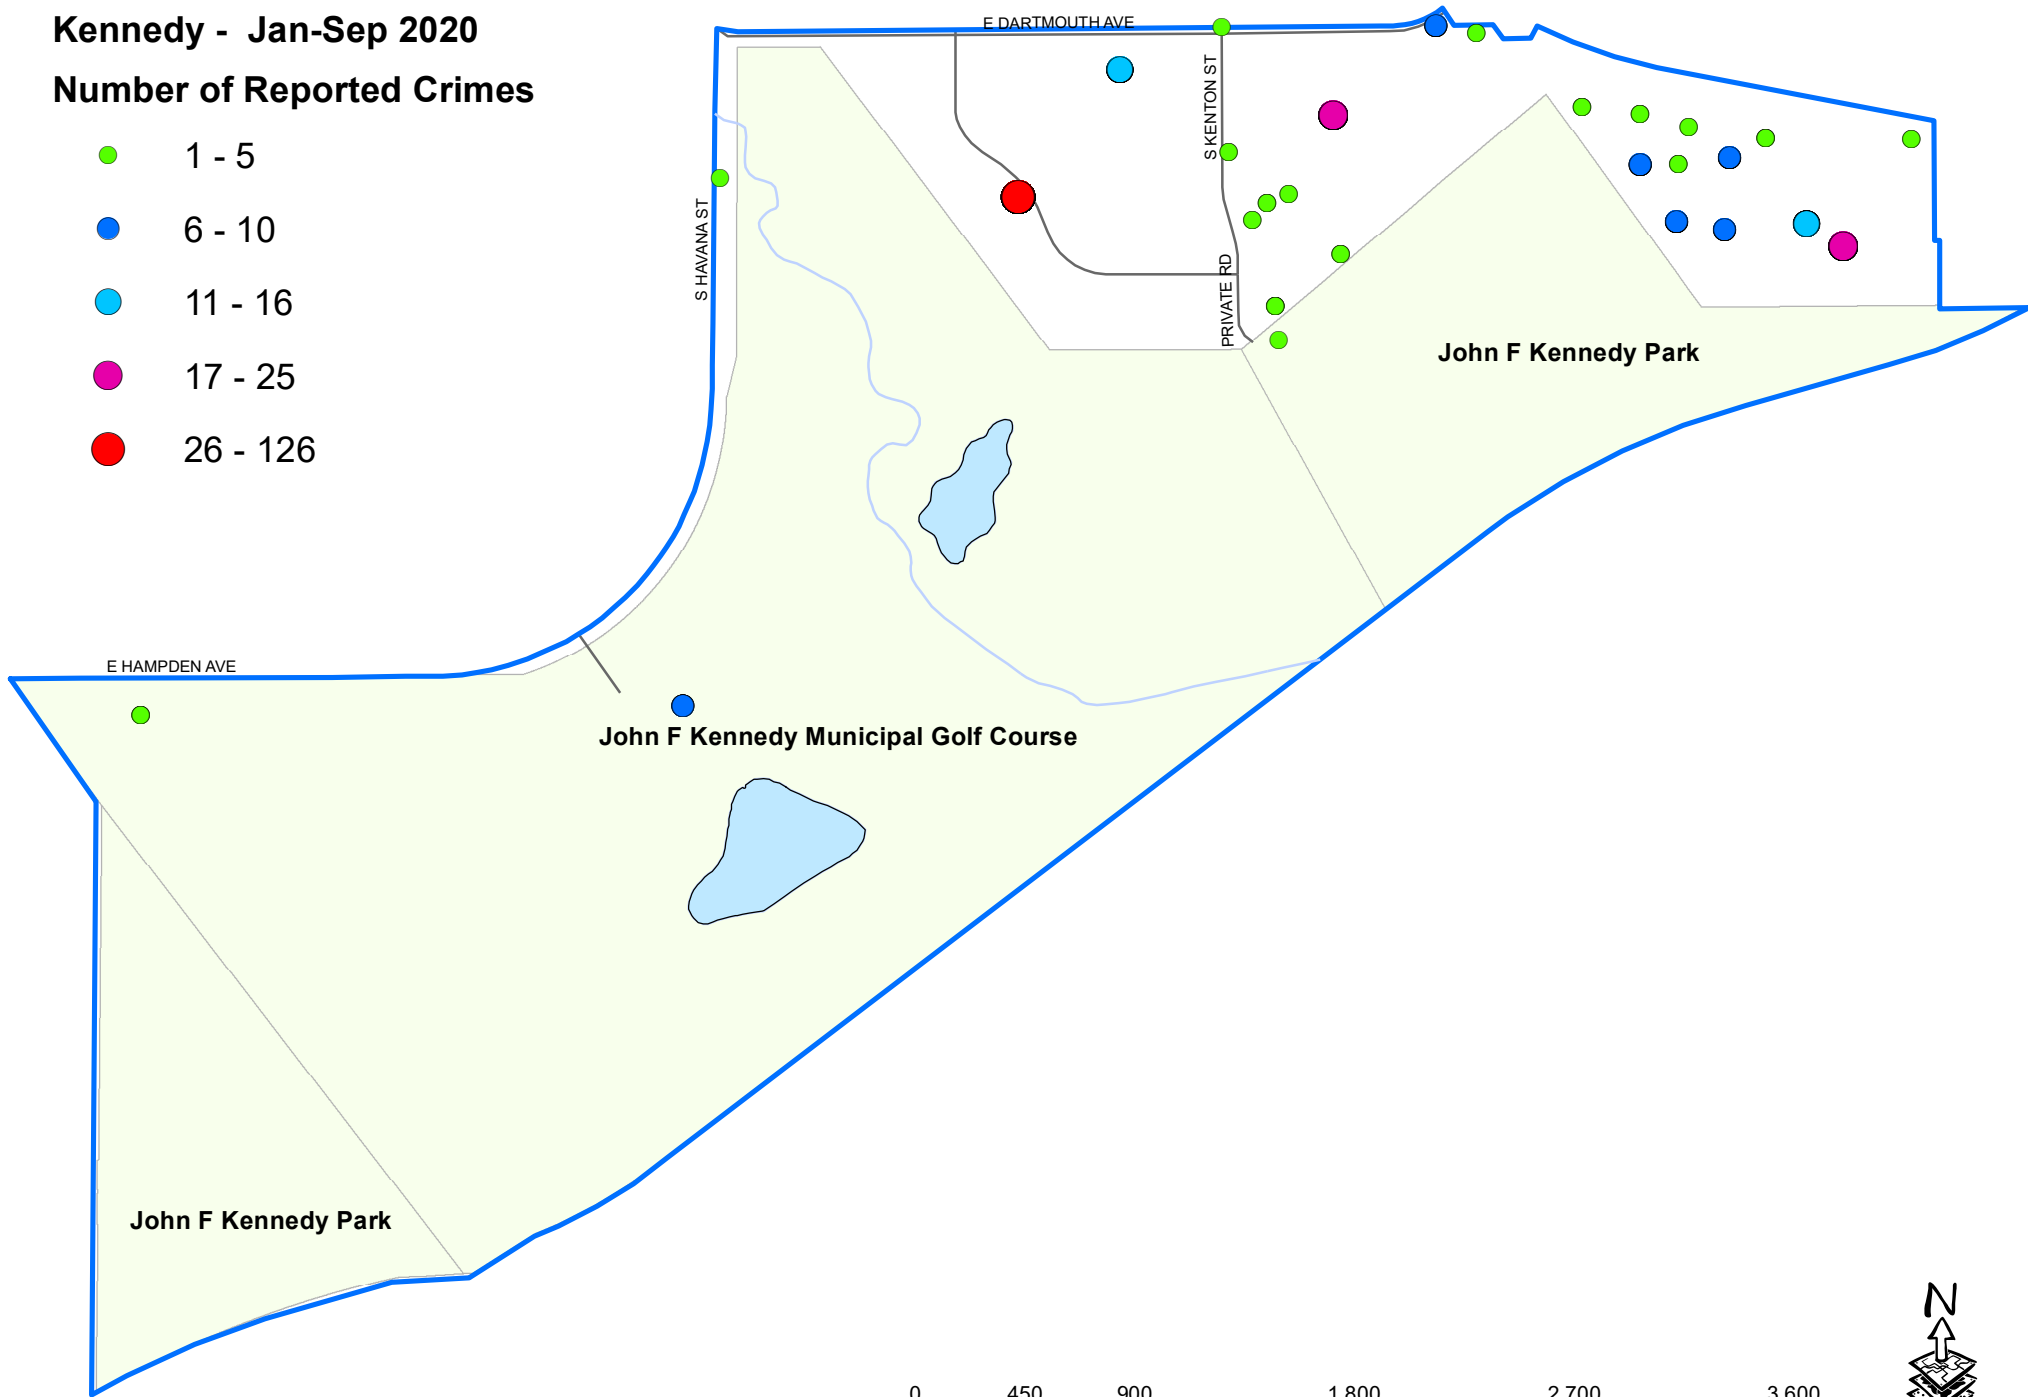 Kennedy - Jan-Sep 2020
Number of Reported Crimes
1 - 5
6 - 10
11 - 16
17 - 25
26 - 126
E DARTMOUTH AVE
S KENTON ST
S HAVANA ST
PRIVATE RD
John F Kennedy Park
E HAMPDEN AVE
John F Kennedy Municipal Golf Course
John F Kennedy Park
N
0 450 900 1,800 2,700 3,600